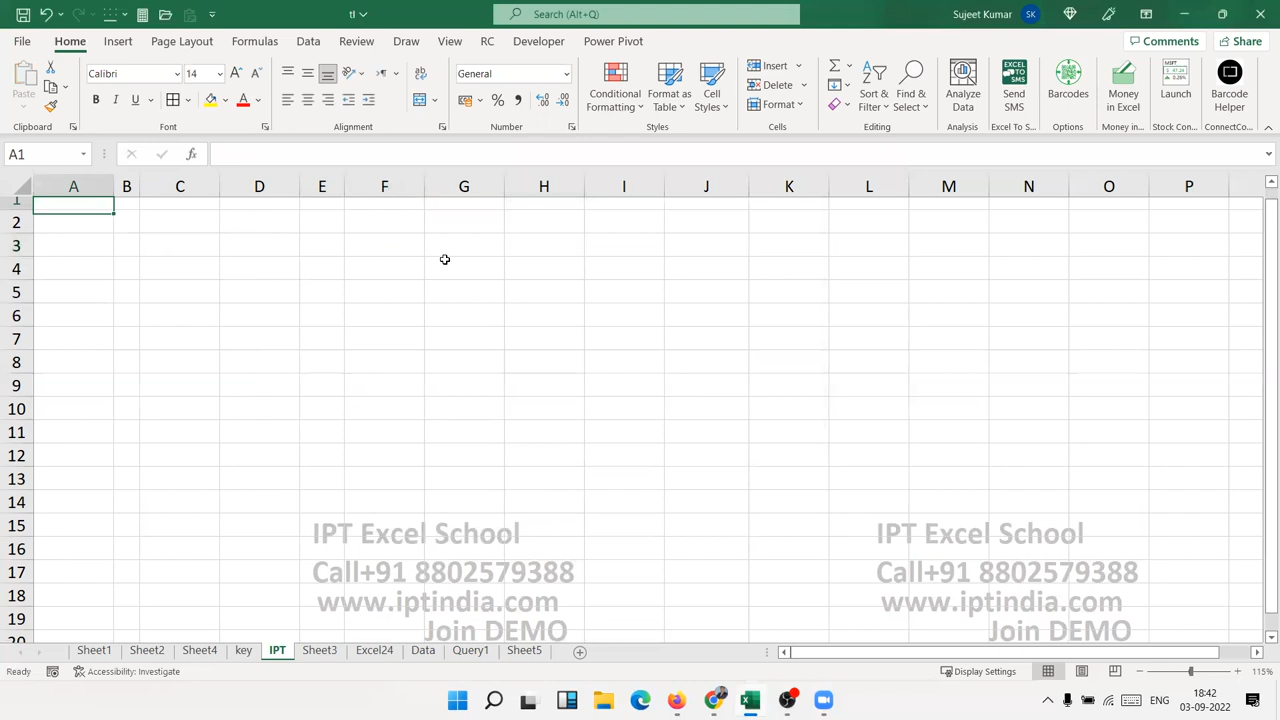 tl
Search (Alt+Q)
Sujeet Kumar
SK
File Home Insert Page Layout Formulas Data Review View Draw RC Developer Power Pivot
Comments
Share
Paste
Clipboard
Calibri 14
B I U
Font
Alignment
General
Number
Conditional Formatting
Format as Table
Cell Styles
Styles
Insert
Delete
Format
Cells
Sort & Filter
Find & Select
Editing
Analyze Data
Analysis
EXCEL TO SMS
Send SMS
Excel To S...
Barcodes
Options
Money in Excel
Money in...
Launch
Stock Con...
Barcode Helper
ConnectCo...
A1
fx
A B C D E F G H I J K L M N O P
1
2
3
4
5
6
7
8
9
10
11
12
13
14
15
16
17
18
19
20
IPT Excel School
Call+91 8802579388
www.iptindia.com
Join DEMO
IPT Excel School
Call+91 8802579388
www.iptindia.com
Join DEMO
Sheet1 Sheet2 Sheet4 key IPT Sheet3 Excel24 Data Query1 Sheet5
Ready
Accessibility: Investigate
Display Settings
115%
ENG
18:42
03-09-2022